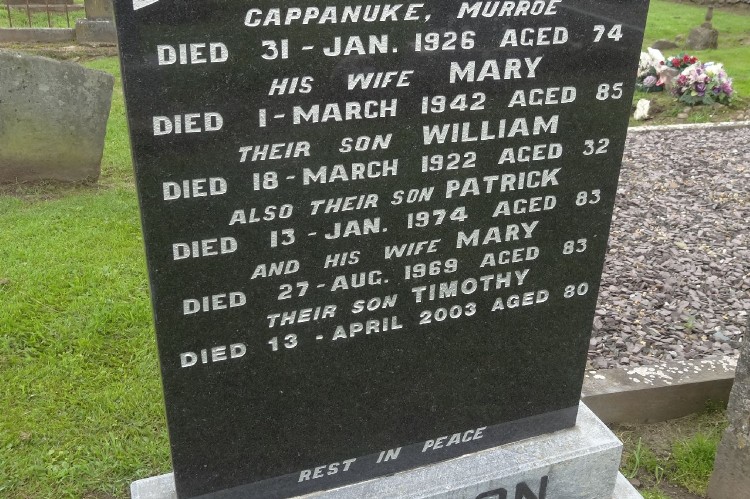 CAPPANUKE, MURROE
DIED 31 - JAN. 1926 AGED 74
HIS WIFE MARY
DIED 1 - MARCH 1942 AGED 85
THEIR SON WILLIAM
DIED 18 - MARCH 1922 AGED 32
ALSO THEIR SON PATRICK
DIED 13 - JAN. 1974 AGED 83
AND HIS WIFE MARY
DIED 27 - AUG. 1969 AGED 83
THEIR SON TIMOTHY
DIED 13 - APRIL 2003 AGED 80
REST IN PEACE